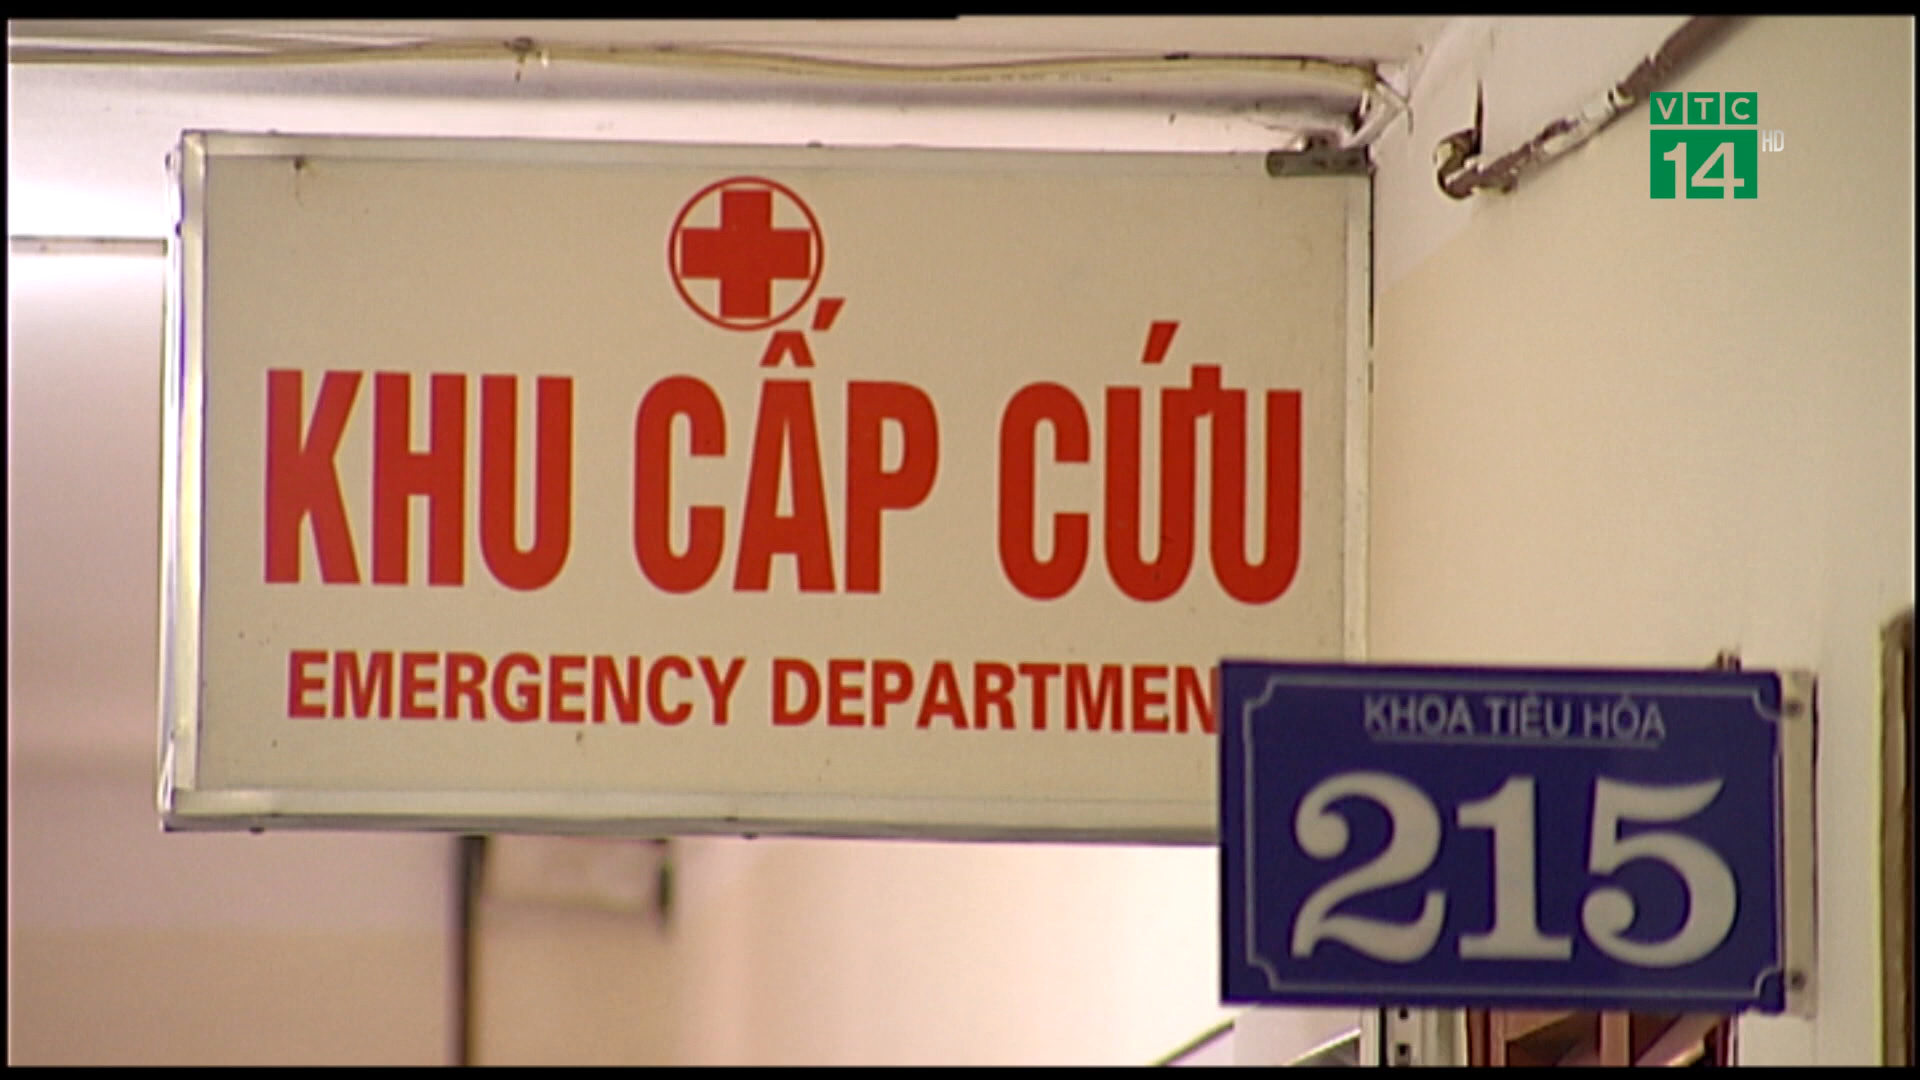 VTC
14 HD
KHU CẤP CỨU
EMERGENCY DEPARTMEN
KHOA TIÊU HÓA
215